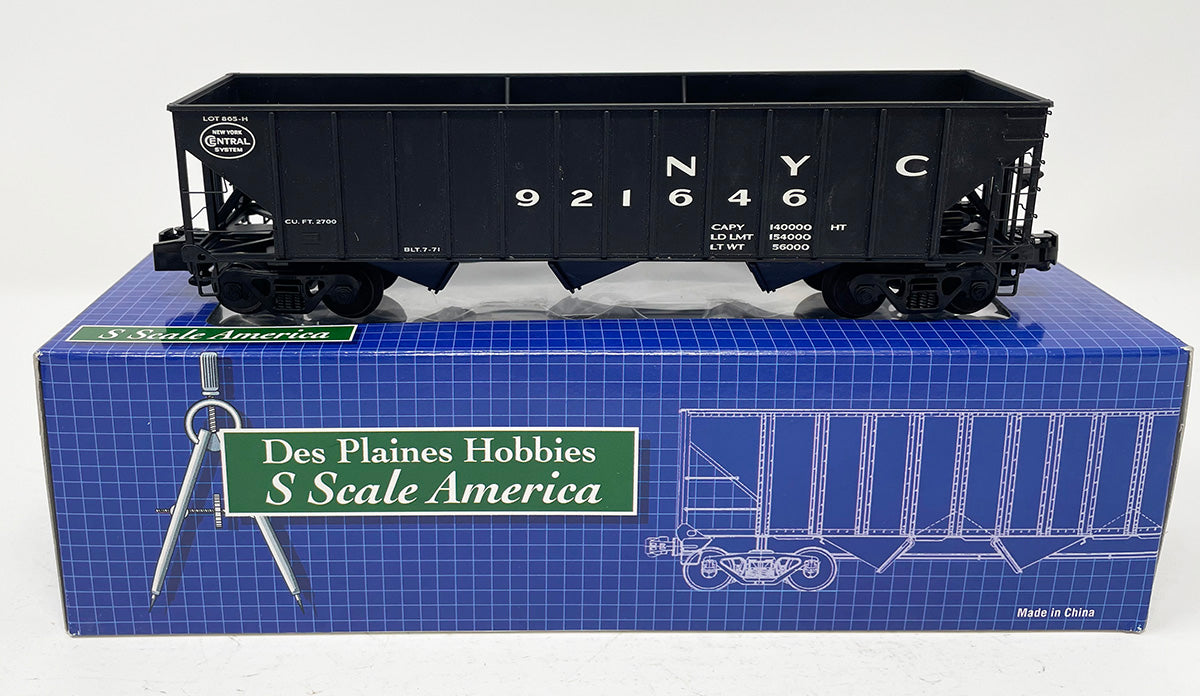 LOT 865-H
NEW YORK
CENTRAL
SYSTEM
N Y C
921646
CU. FT. 2700
BLT. 7-71
CAPY 140000 HT
LD LMT 154000
LT WT 56000
S Scale America
Des Plaines Hobbies
S Scale America
Made in China